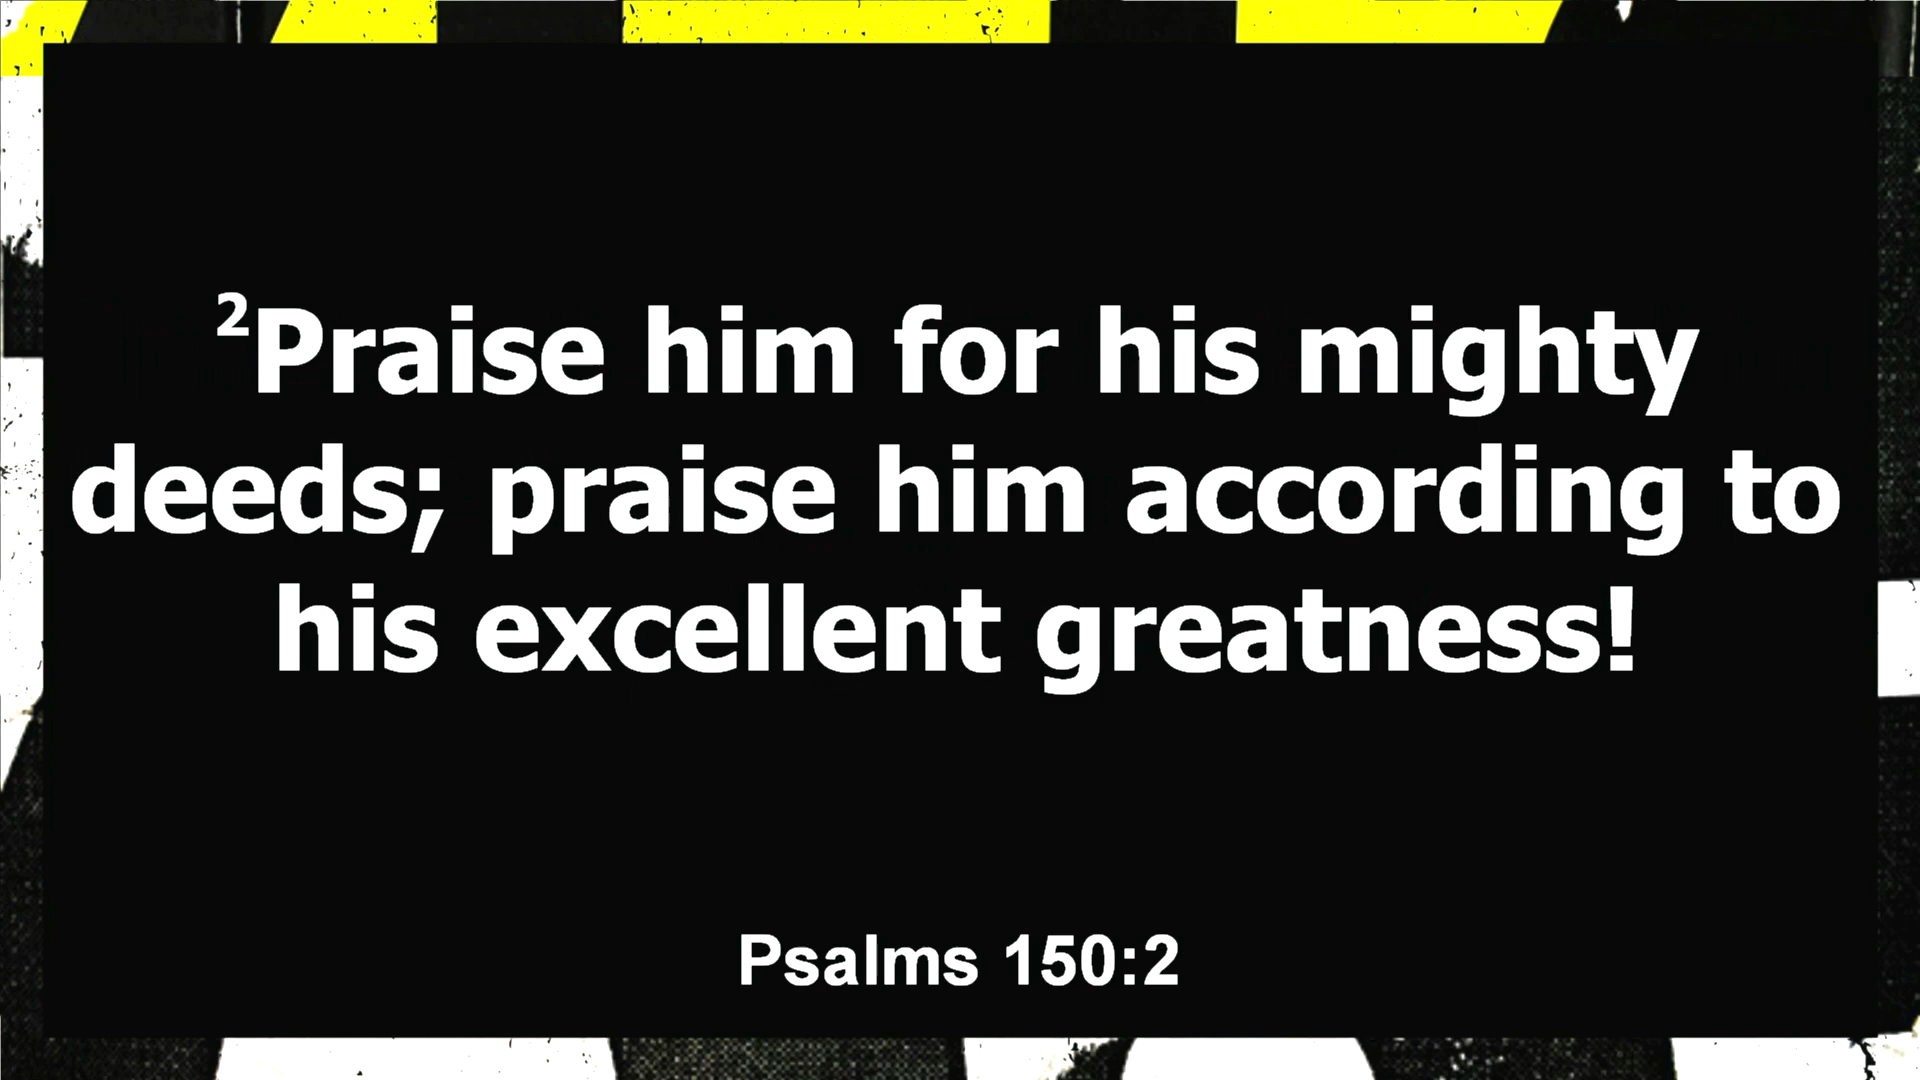 ²Praise him for his mighty
deeds; praise him according to
his excellent greatness!
Psalms 150:2